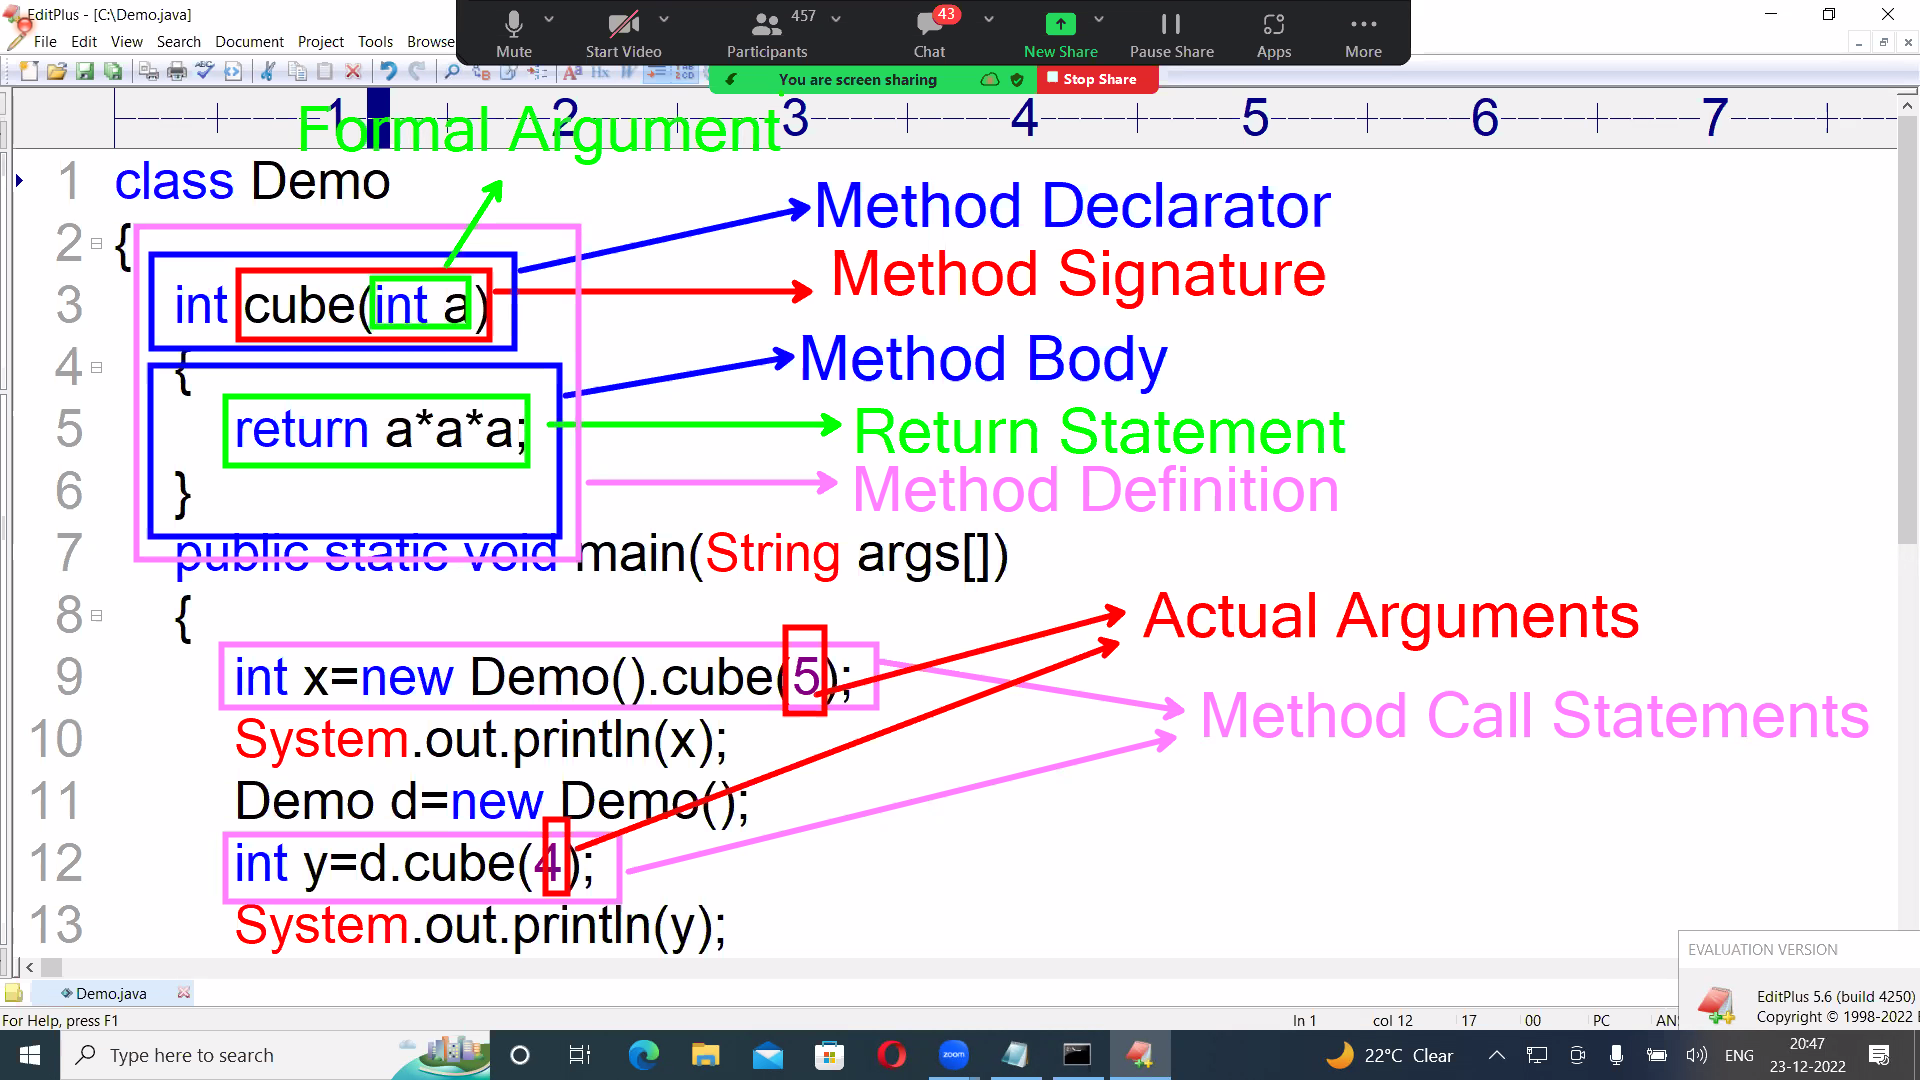 EditPlus - [C:\Demo.java]
File Edit View Search Document Project Tools Browse
Mute Start Video 457 Participants 43 Chat New Share Pause Share Apps More
You are screen sharing Stop Share
1 2 3 4 5 6 7
Formal Argument
1 class Demo
Method Declarator
2 {
Method Signature
3 int cube(int a)
Method Body
4 {
5 return a*a*a;
Return Statement
6 }
Method Definition
7 public static void main(String args[])
8 {
Actual Arguments
9 int x=new Demo().cube(5);
Method Call Statements
10 System.out.println(x);
11 Demo d=new Demo();
12 int y=d.cube(4);
13 System.out.println(y);
EVALUATION VERSION
Demo.java
EditPlus 5.6 (build 4250)
Copyright © 1998-2022
For Help, press F1 ln 1 col 12 17 00 PC
Type here to search zoom 22°C Clear ENG 20:47
23-12-2022